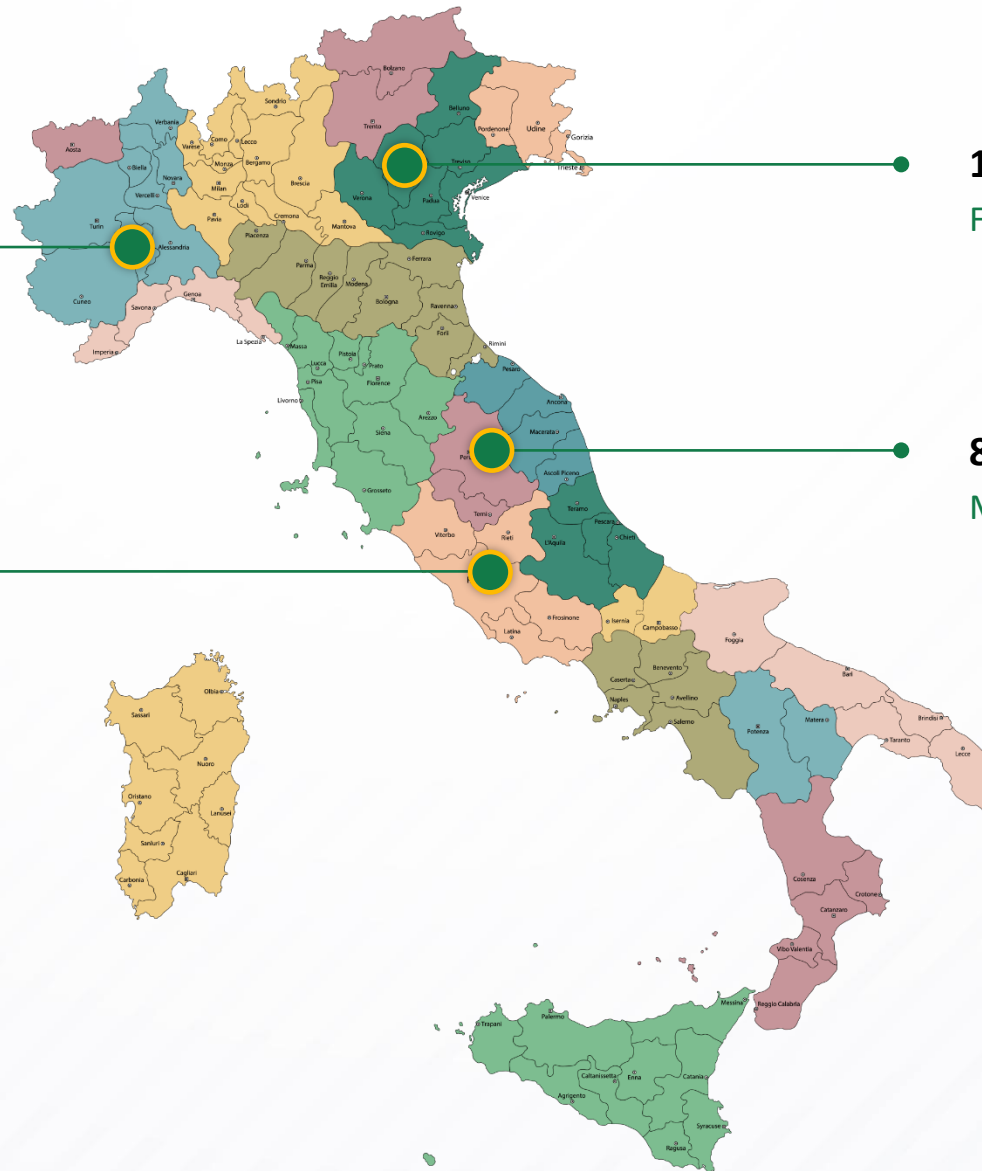 Bolzano
Sondrio
Belluno
Verbania
Trento
Pordenone
Udine
Gorizia
Aosta
Varese
Como
Lecco
Monza
Bergamo
Trieste
Biella
Novara
Milan
Brescia
Verona
Padua
Venice
Vercelli
Lodi
Pavia
Cremona
Mantova
Rovigo
Turin
Alessandria
Piacenza
Ferrara
Parma
Reggio
Emilia
Modena
Bologna
Cuneo
Genoa
Savona
Ravennan
Forlì
La Spezia
Massa
Rimini
Imperia
Lucca
Pistola
Prato
Pesaro
Pisa
Florence
Livorno
Ancona
Arezzo
Siena
Macerata
Ascoli Piceno
Grosseto
Terni
Teramo
Pescara
Vitorbo
Rieti
L'Aquila
Chieti
Frosinone
Isernia
Campobasso
Latina
Foggia
Caserta
Benevento
Bari
Naples
Avellino
Salerno
Olbia
Sassari
Potenza
Matera
Brindisi
Taranto
Lecce
Nuoro
Oristano
Lanusei
Sanluri
Carbonia
Cagliari
Cosenza
Crotone
Catanzaro
Vibo Valentia
Reggio Calabria
Messina
Trapani
Palermo
Caltanissetta
Enna
Catania
Agrigento
Syracuse
Ragusa
1
8